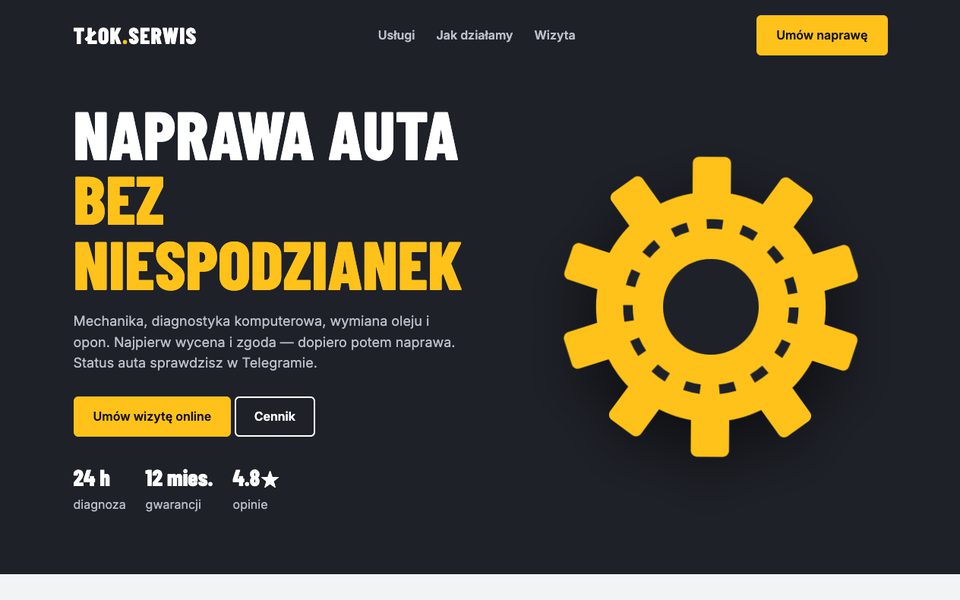 TŁOK.SERWIS
Usługi
Jak działamy
Wizyta
Umów naprawę
NAPRAWA AUTA
BEZ
NIESPODZIANEK
Mechanika, diagnostyka komputerowa, wymiana oleju i
opon. Najpierw wycena i zgoda — dopiero potem naprawa.
Status auta sprawdzisz w Telegramie.
Umów wizytę online
Cennik
24 h
diagnoza
12 mies.
gwarancji
4.8★
opinie